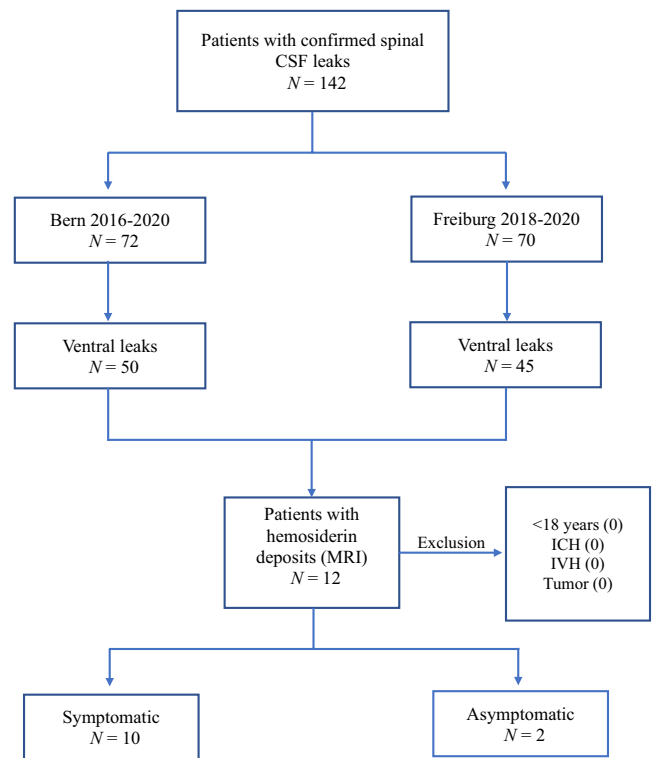 Patients with confirmed spinal
CSF leaks
N = 142
Bern 2016-2020
N = 72
Freiburg 2018-2020
N = 70
Ventral leaks
N = 50
Ventral leaks
N = 45
Patients with
hemosiderin
deposits (MRI)
N = 12
Exclusion
<18 years (0)
ICH (0)
IVH (0)
Tumor (0)
Symptomatic
N = 10
Asymptomatic
N = 2